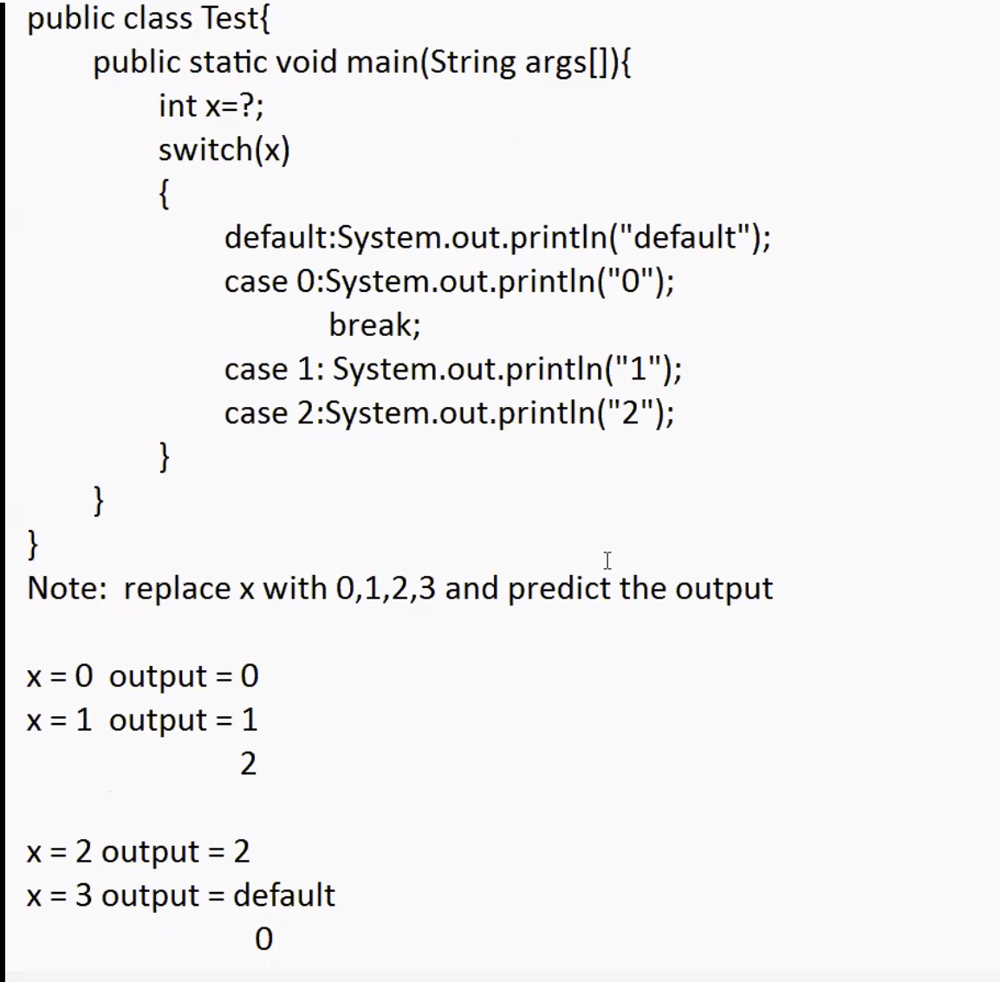 public class Test{
public static void main(String args[]){
int x=?;
switch(x)
{
default:System.out.println("default");
case 0:System.out.println("0");
break;
case 1: System.out.println("1");
case 2:System.out.println("2");
}
}
}
Note:  replace x with 0,1,2,3 and predict the output
x = 0  output = 0
x = 1  output = 1
2
x = 2 output = 2
x = 3 output = default
0